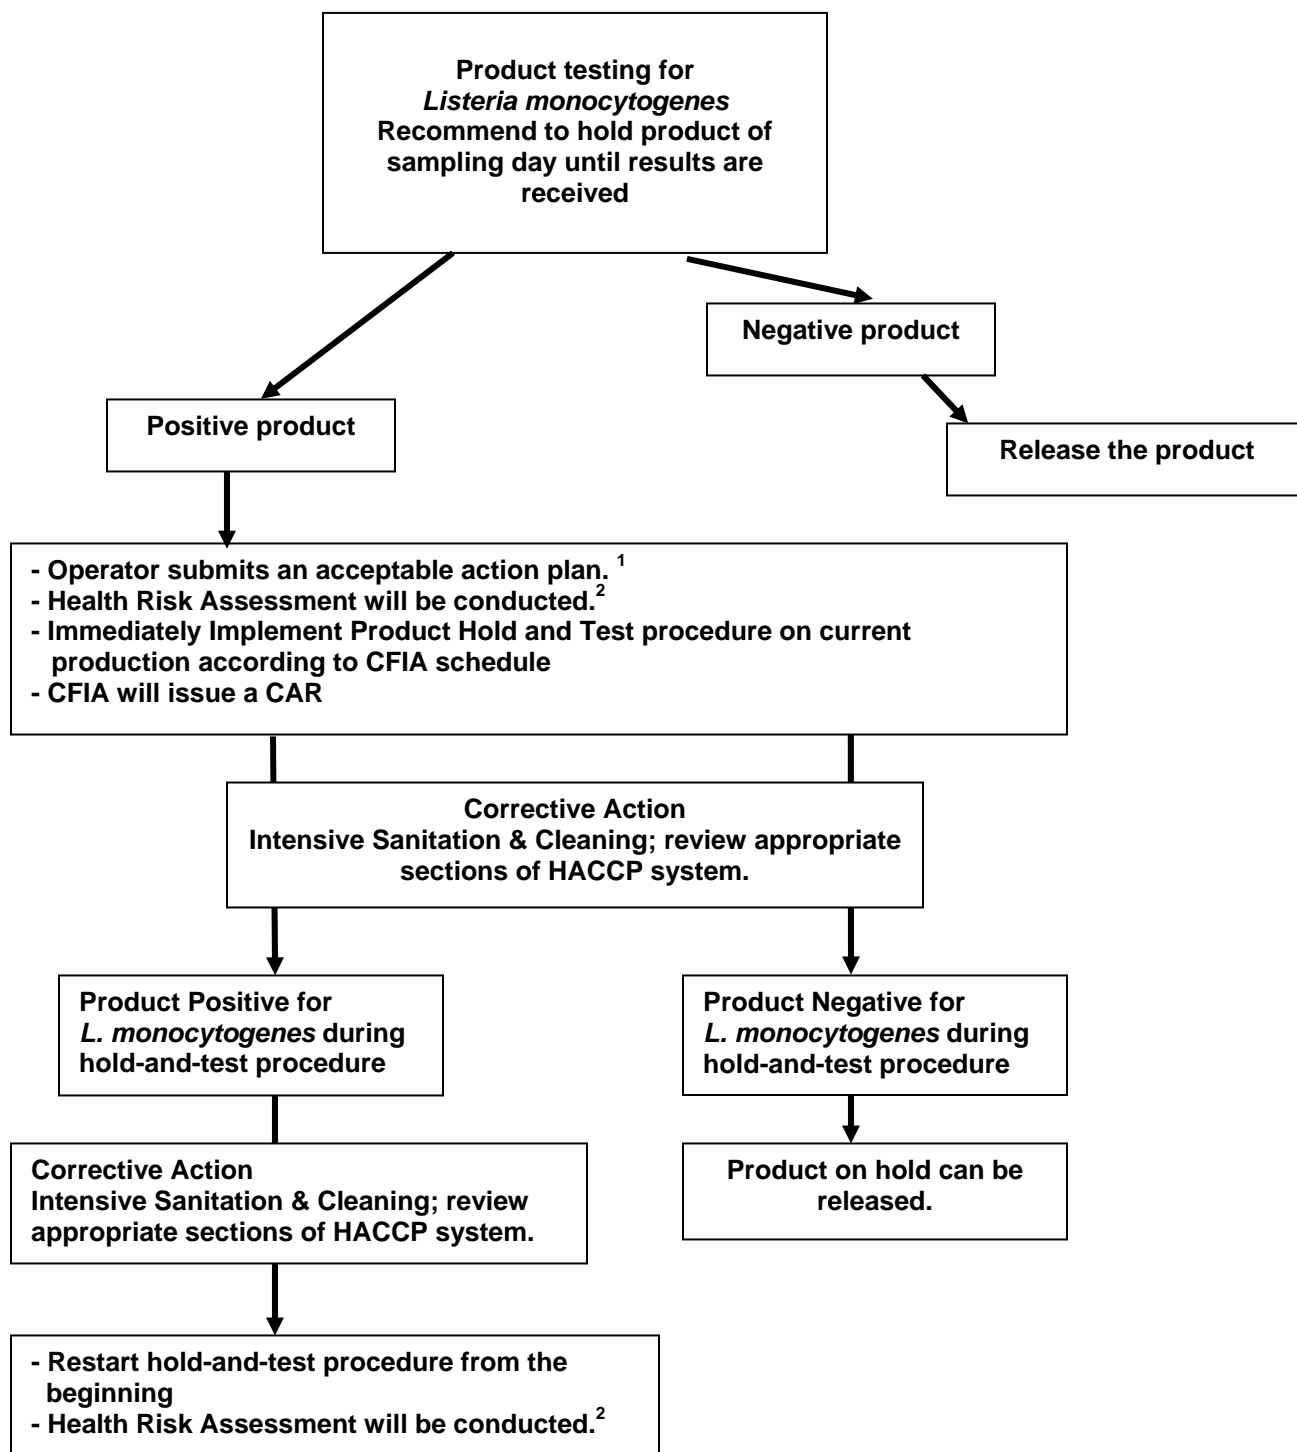 Product testing for
Listeria monocytogenes
Recommend to hold product of
sampling day until results are
received
Negative product
Positive product
Release the product
- Operator submits an acceptable action plan. 1
- Health Risk Assessment will be conducted.2
- Immediately Implement Product Hold and Test procedure on current
production according to CFIA schedule
- CFIA will issue a CAR
Corrective Action
Intensive Sanitation & Cleaning; review appropriate
sections of HACCP system.
Product Positive for
L. monocytogenes during
hold-and-test procedure
Product Negative for
L. monocytogenes during
hold-and-test procedure
Corrective Action
Intensive Sanitation & Cleaning; review
appropriate sections of HACCP system.
Product on hold can be
released.
- Restart hold-and-test procedure from the
beginning
- Health Risk Assessment will be conducted.2